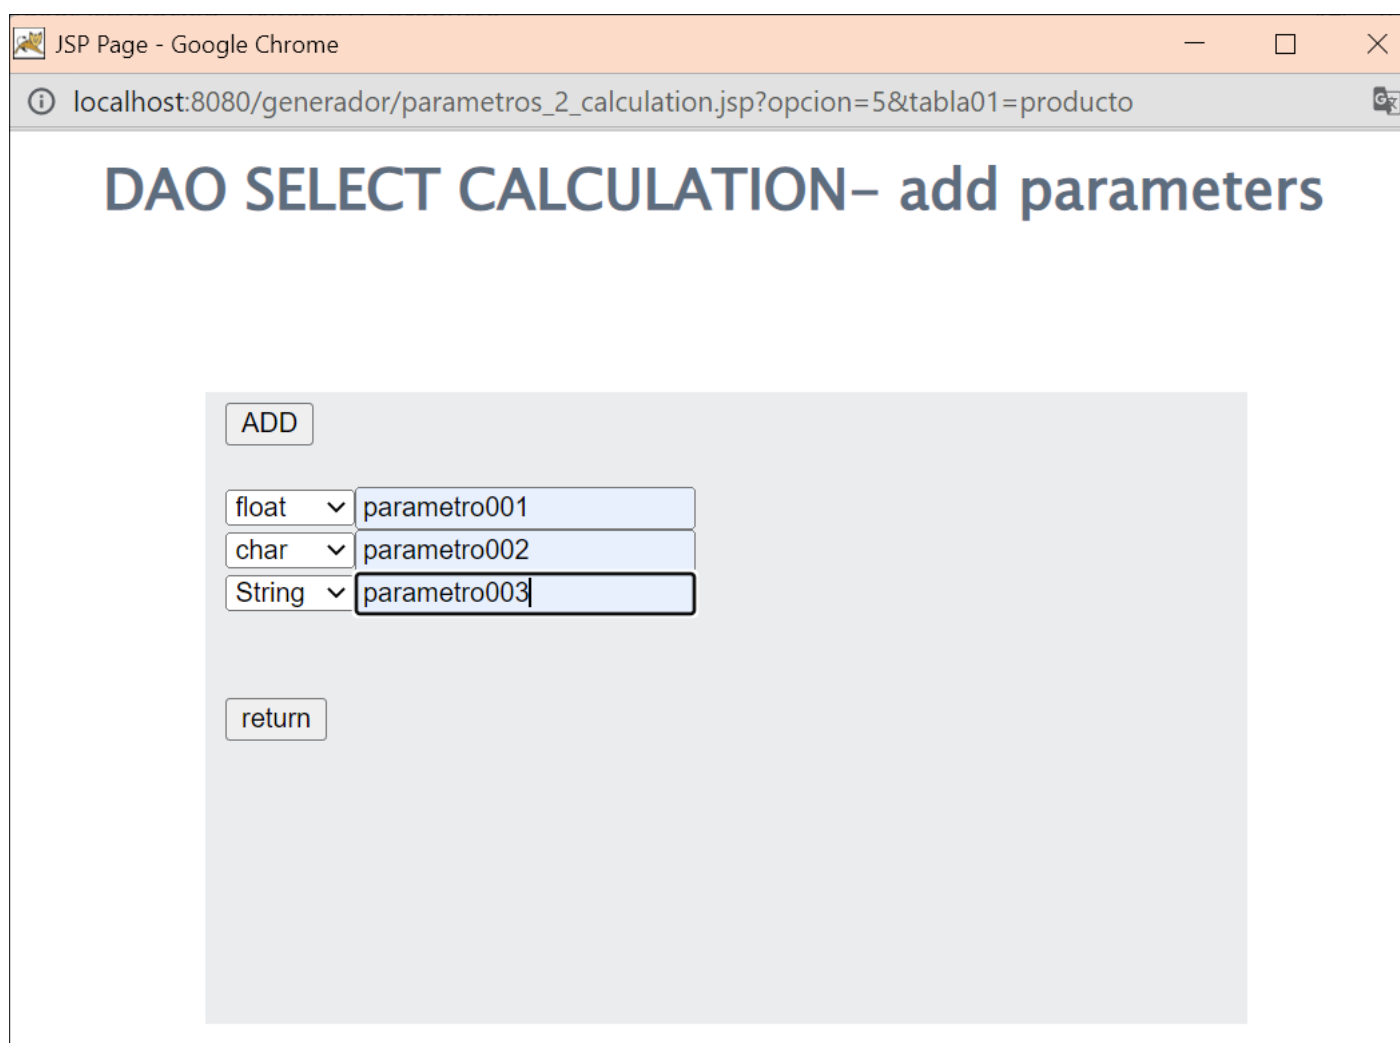 JSP Page - Google Chrome
localhost:8080/generador/parametros_2_calculation.jsp?opcion=5&tabla01=producto
DAO SELECT CALCULATION– add parameters
ADD
float parametro001
char parametro002
String parametro003
return